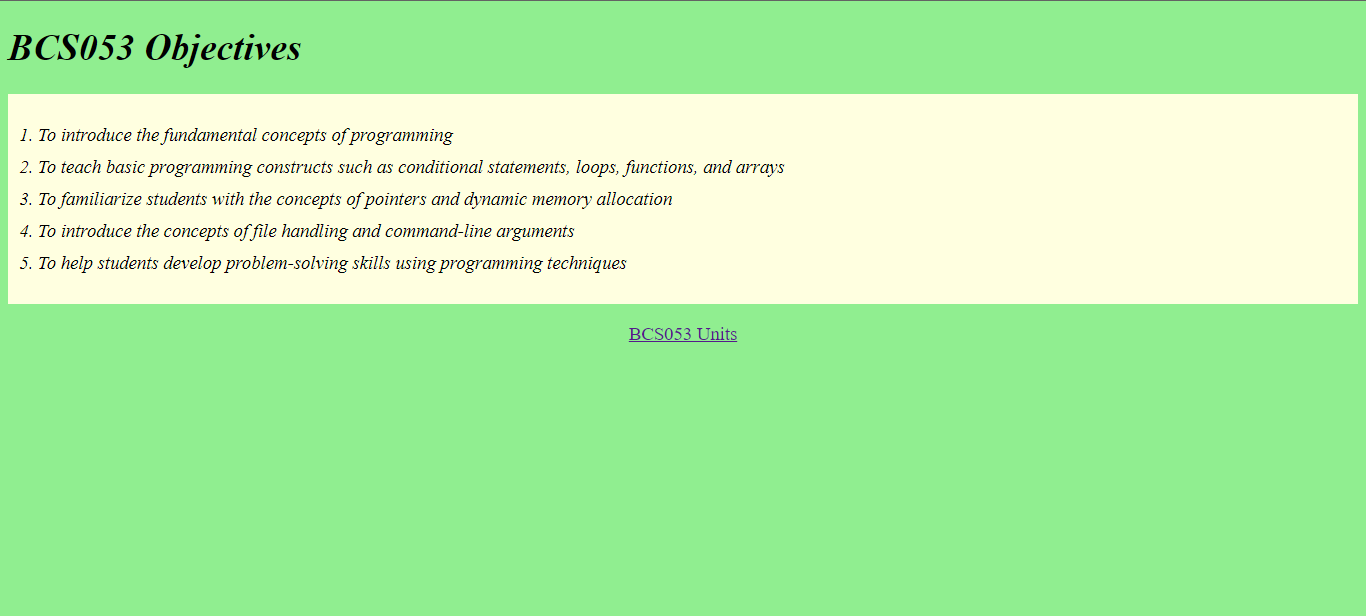 BCS053 Objectives
1. To introduce the fundamental concepts of programming
2. To teach basic programming constructs such as conditional statements, loops, functions, and arrays
3. To familiarize students with the concepts of pointers and dynamic memory allocation
4. To introduce the concepts of file handling and command-line arguments
5. To help students develop problem-solving skills using programming techniques
BCS053 Units